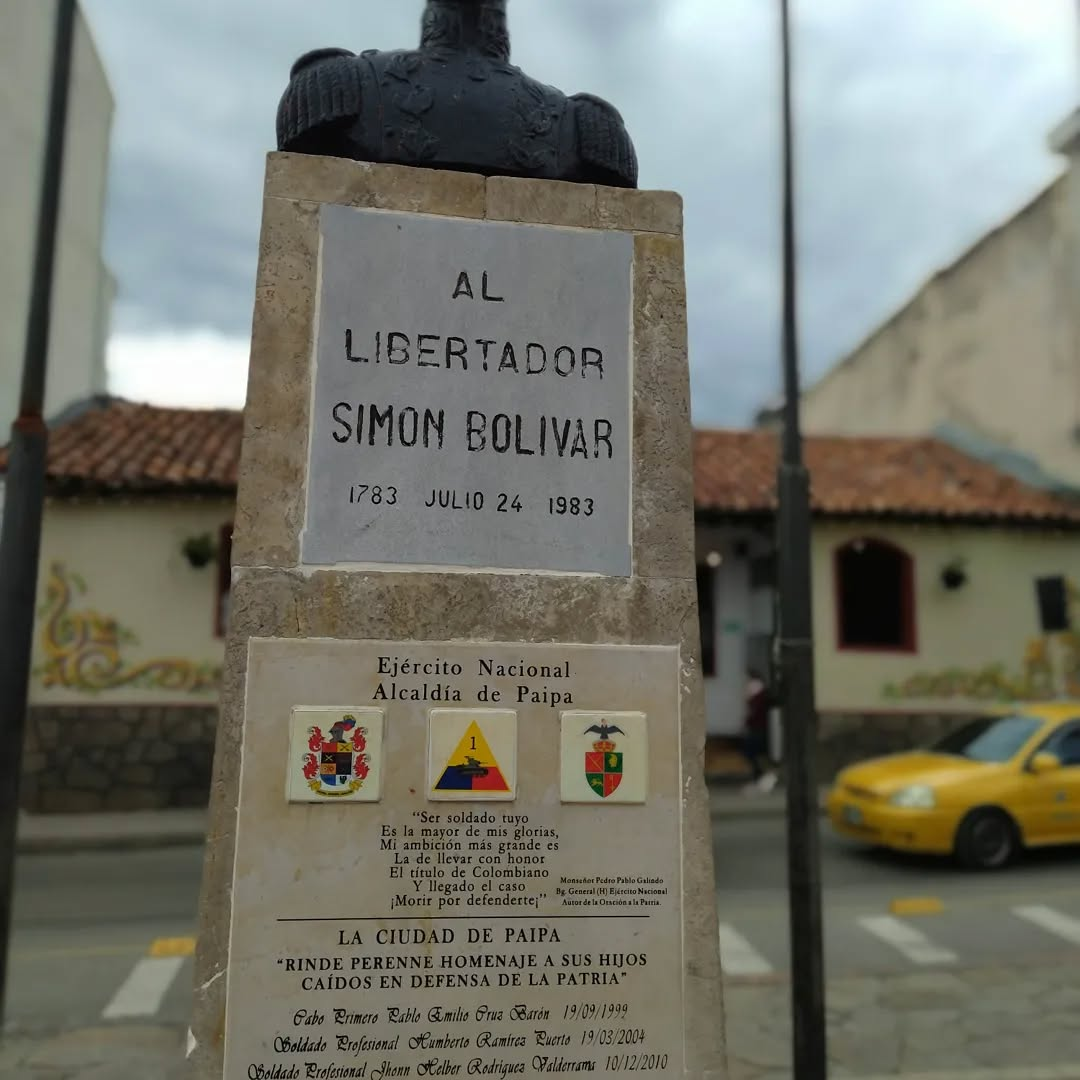 AL
LIBERTADOR
SIMON BOLIVAR
1783 JULIO 24 1983
Ejército Nacional
Alcaldía de Paipa
1
“Ser soldado tuyo
Es la mayor de mis glorias,
Mi ambición más grande es
La de llevar con honor
El título de Colombiano
Y llegado el caso
¡Morir por defenderte¡”
Monseñor Pedro Pablo Galindo
Bg. General (H) Ejército Nacional
Autor de la Oración a la Patria.
LA CIUDAD DE PAIPA
“RINDE PERENNE HOMENAJE A SUS HIJOS
CAÍDOS EN DEFENSA DE LA PATRIA”
Cabo Primero Pablo Emilio Cruz Barón 19/09/1999
Soldado Profesional Humberto Ramírez Puerto 19/03/2004
Soldado Profesional Jhonn Helber Rodríguez Valderrama 10/12/2010